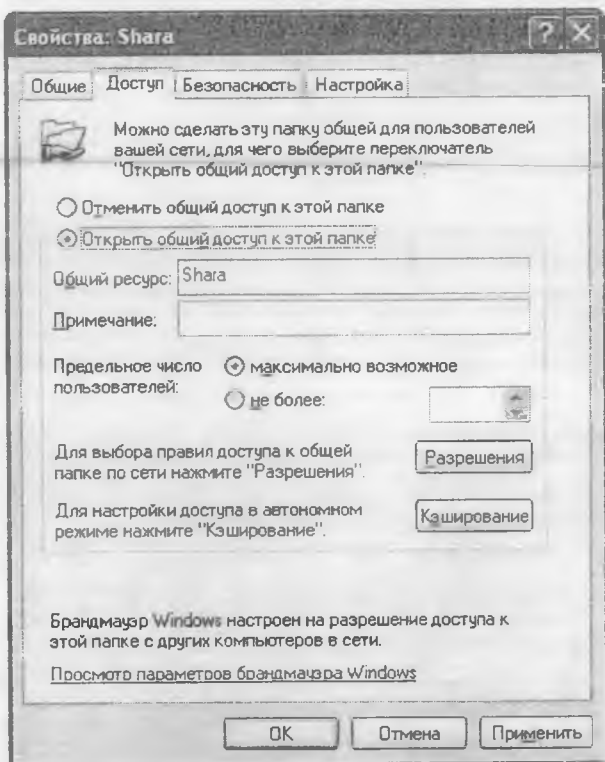 Свойства: Shara
Общие Доступ Безопасность Настройка
Можно сделать эту папку общей для пользователей
вашей сети, для чего выберите переключатель
"Открыть общий доступ к этой папке".
Отменить общий доступ к этой папке
Открыть общий доступ к этой папке
Общий ресурс: Shara
Примечание:
Предельное число
пользователей:
максимально возможное
не более:
Для выбора правил доступа к общей
папке по сети нажмите "Разрешения".
Разрешения
Для настройки доступа в автономном
режиме нажмите "Кэширование".
Кэширование
Брандмауэр Windows настроен на разрешение доступа к
этой папке с других компьютеров в сети.
Просмотр параметров брандмауэра Windows
OK Отмена Применить